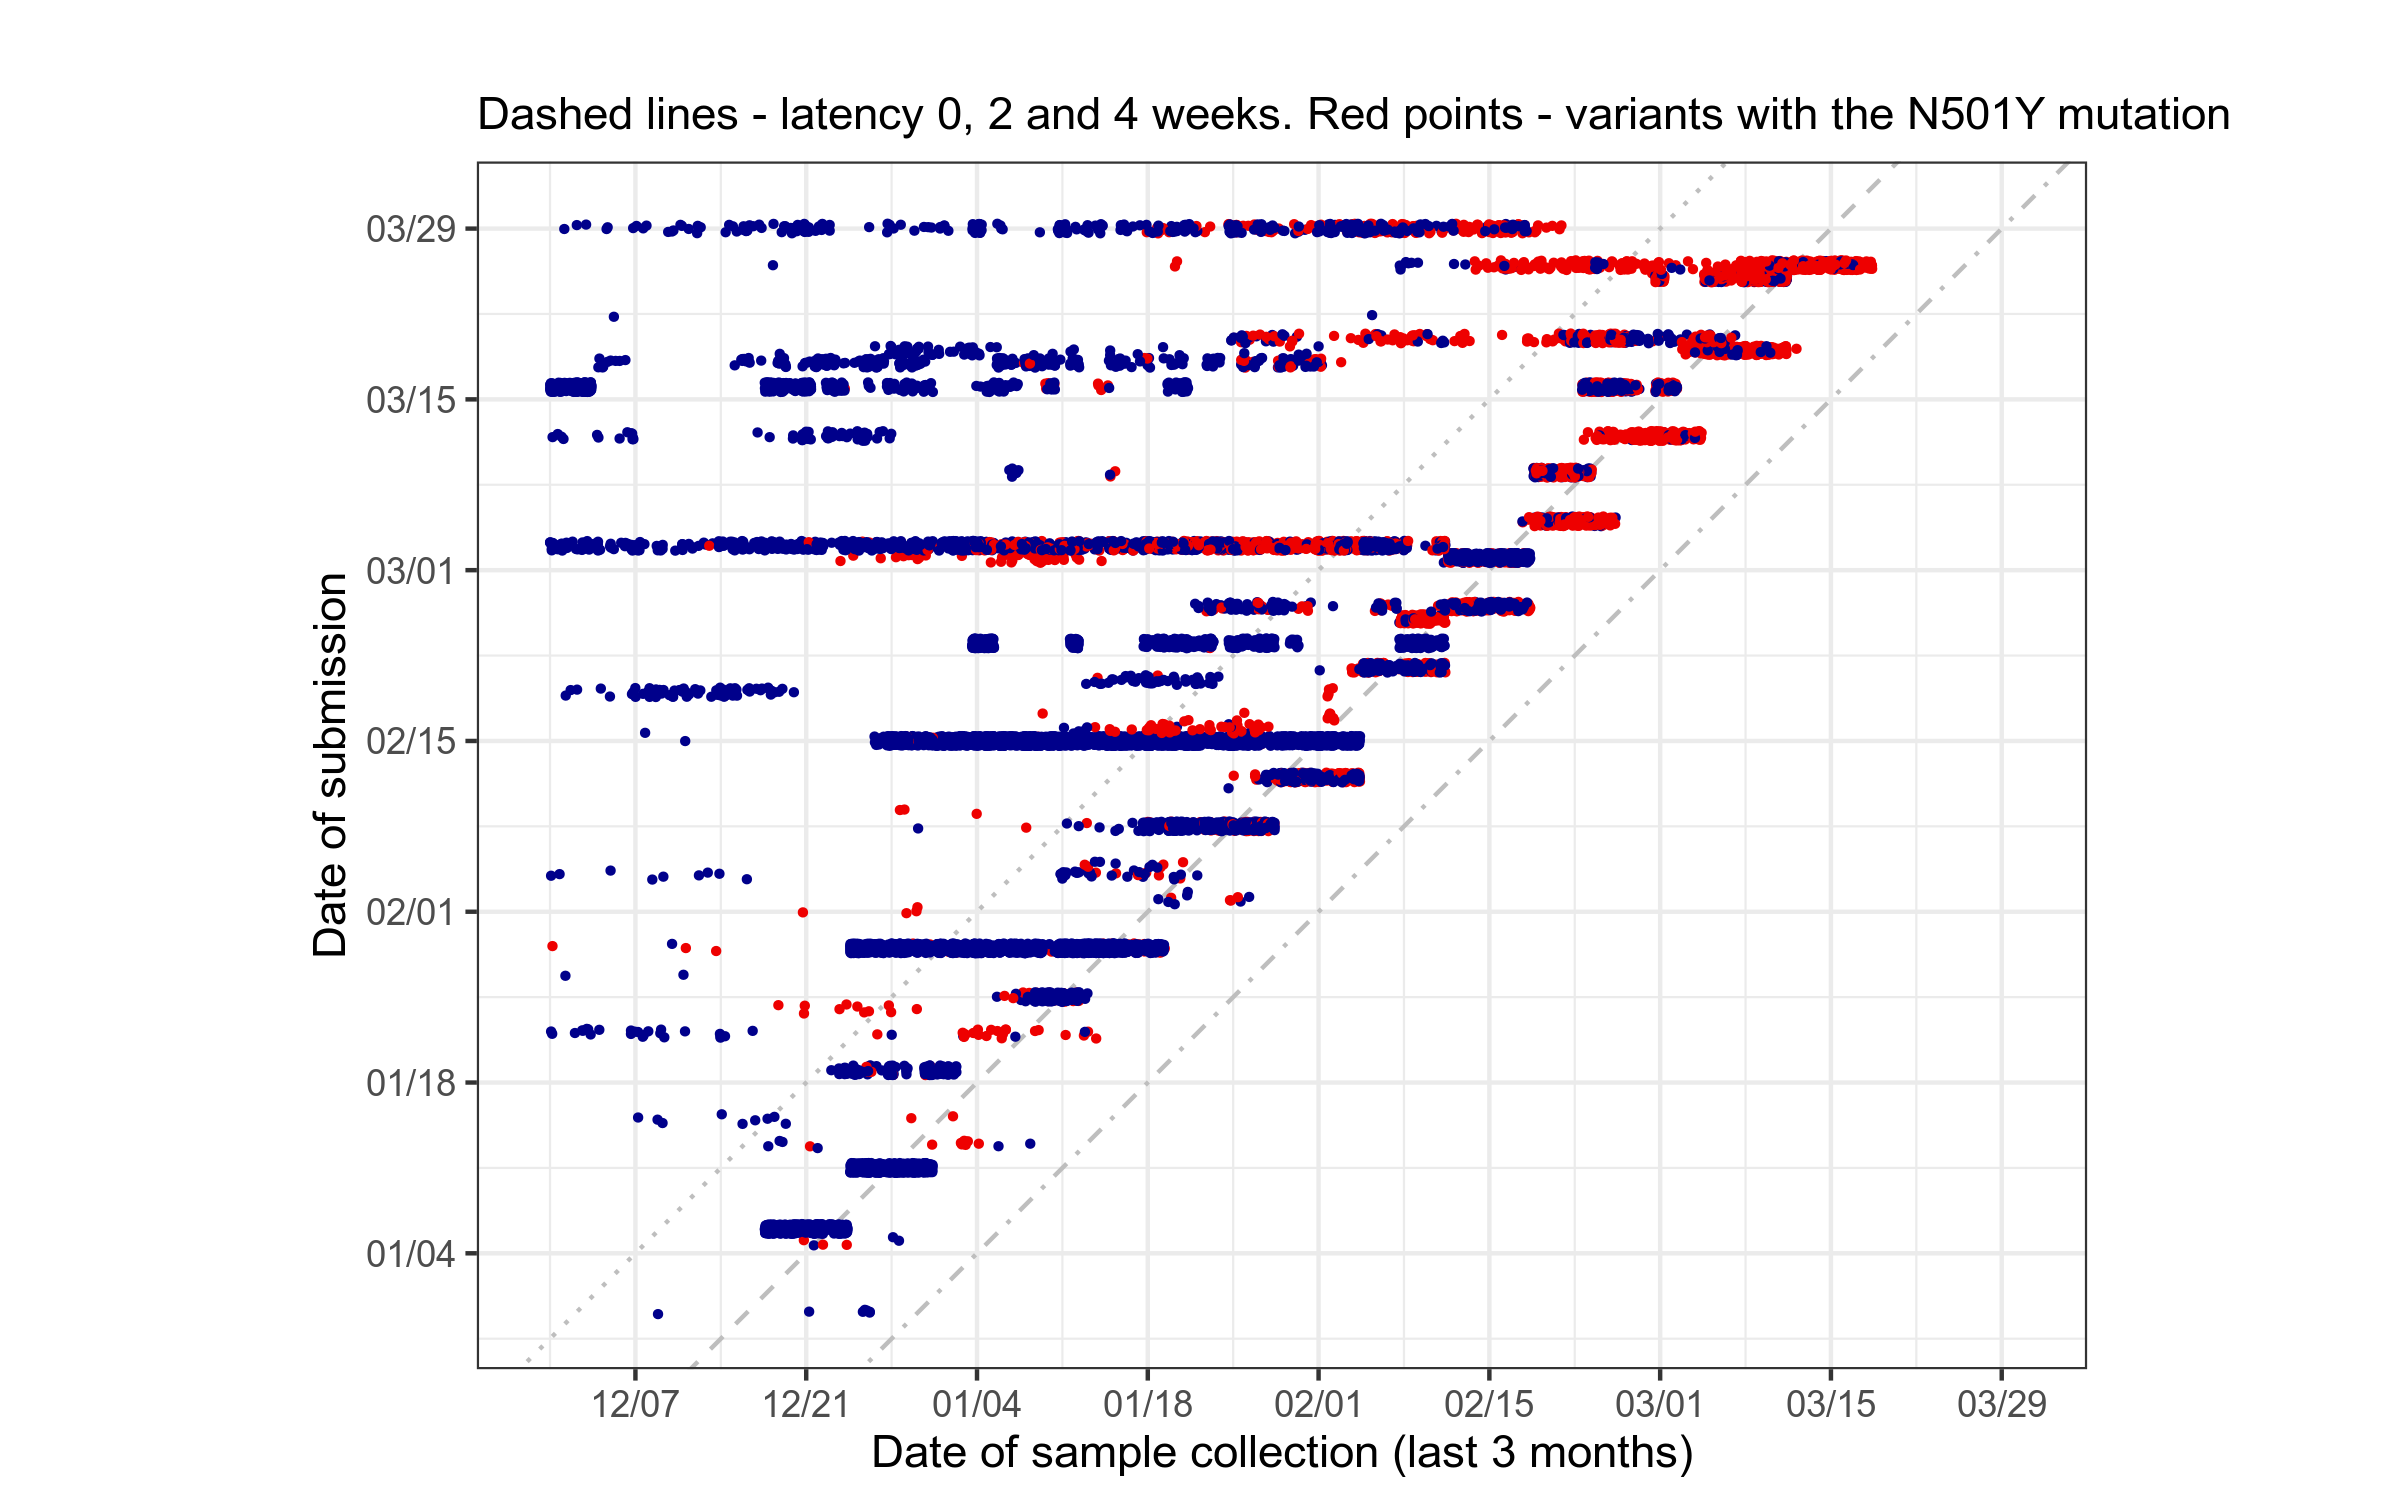 Dashed lines - latency 0, 2 and 4 weeks. Red points - variants with the N501Y mutation
Date of submission
03/29
03/15
03/01
02/15
02/01
01/18
01/04
12/07 12/21 01/04 01/18 02/01 02/15 03/01 03/15 03/29
Date of sample collection (last 3 months)